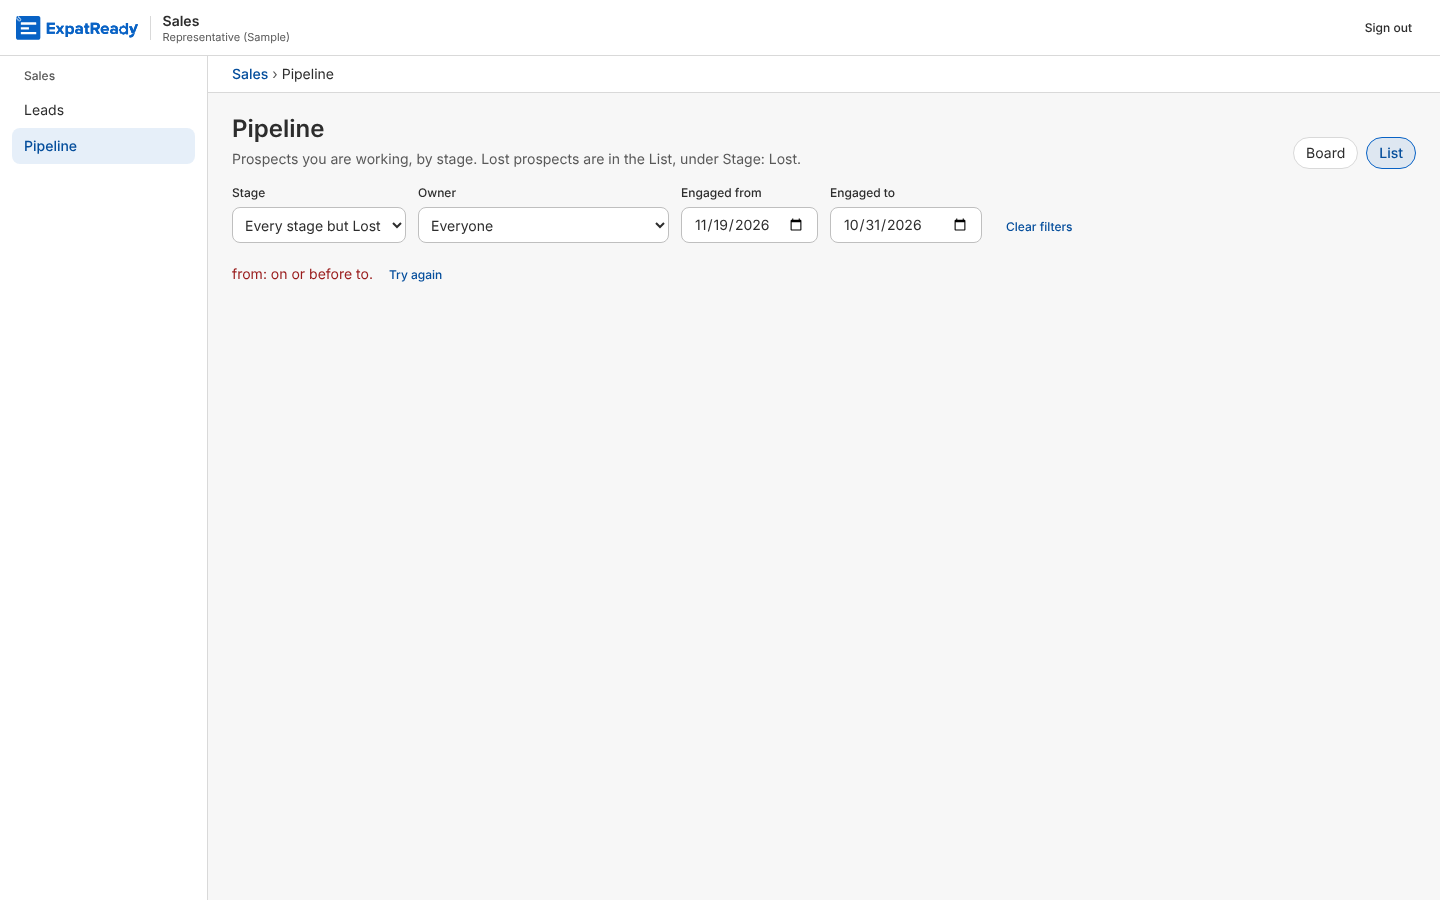 ExpatReady
Sales
Representative (Sample)
Sign out
Sales
Leads
Pipeline
Sales › Pipeline
Pipeline
Prospects you are working, by stage. Lost prospects are in the List, under Stage: Lost.
Board
List
Stage
Owner
Engaged from
Engaged to
Every stage but Lost
Everyone
11/19/2026
10/31/2026
Clear filters
from: on or before to.
Try again